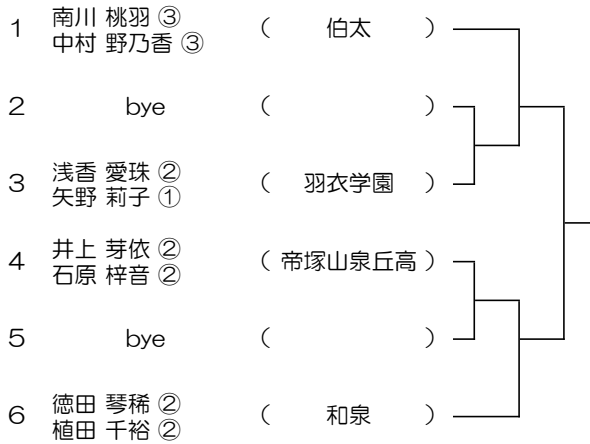 1 南川 桃羽 ③ ( 伯太 )
中村 野乃香 ③
2 bye ( )
3 浅香 愛珠 ② ( 羽衣学園 )
矢野 莉子 ①
4 井上 芽依 ② ( 帝塚山泉丘高 )
石原 梓音 ②
5 bye ( )
6 徳田 琴稀 ② ( 和泉 )
植田 千裕 ②